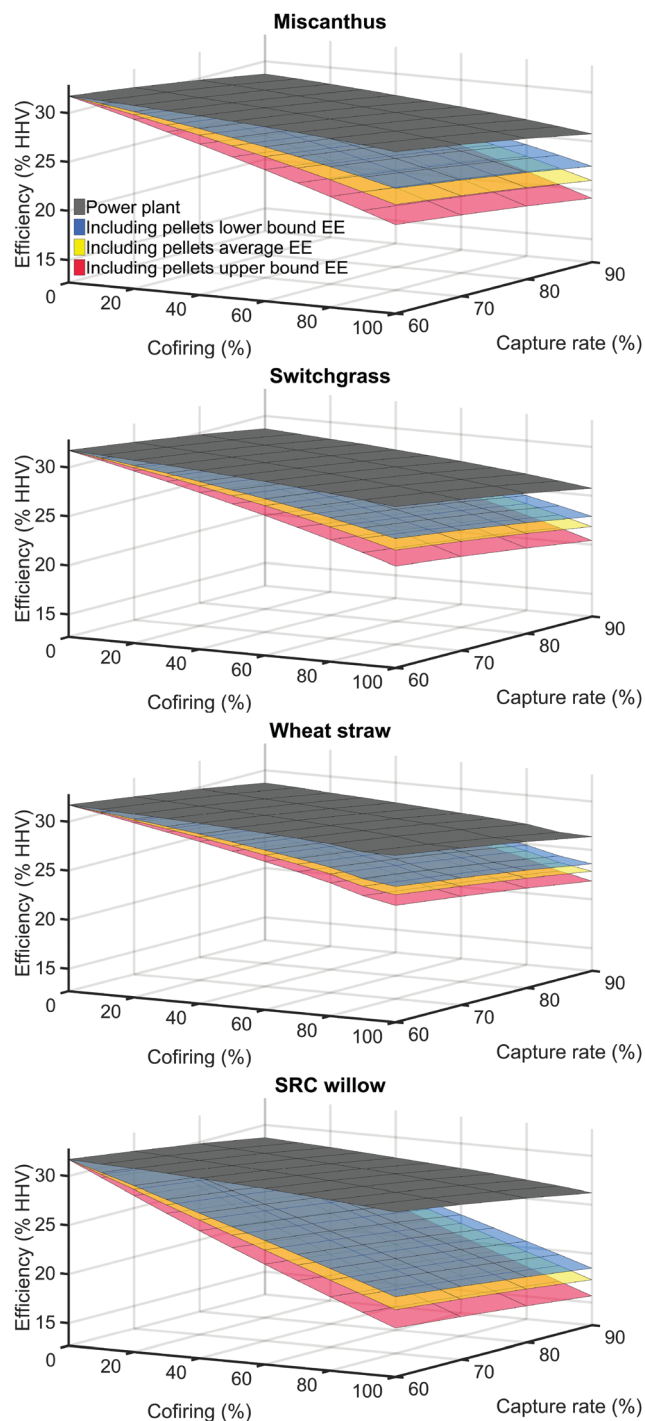 Miscanthus
Efficiency (% HHV)
30
25
20
15
Power plant
Including pellets lower bound EE
Including pellets average EE
Including pellets upper bound EE
0
20
40
60
80
100
60
70
80
90
Cofiring (%)
Capture rate (%)
Switchgrass
Efficiency (% HHV)
30
25
20
15
0
20
40
60
80
100
60
70
80
90
Cofiring (%)
Capture rate (%)
Wheat straw
Efficiency (% HHV)
30
25
20
15
0
20
40
60
80
100
60
70
80
90
Cofiring (%)
Capture rate (%)
SRC willow
Efficiency (% HHV)
30
25
20
15
0
20
40
60
80
100
60
70
80
90
Cofiring (%)
Capture rate (%)